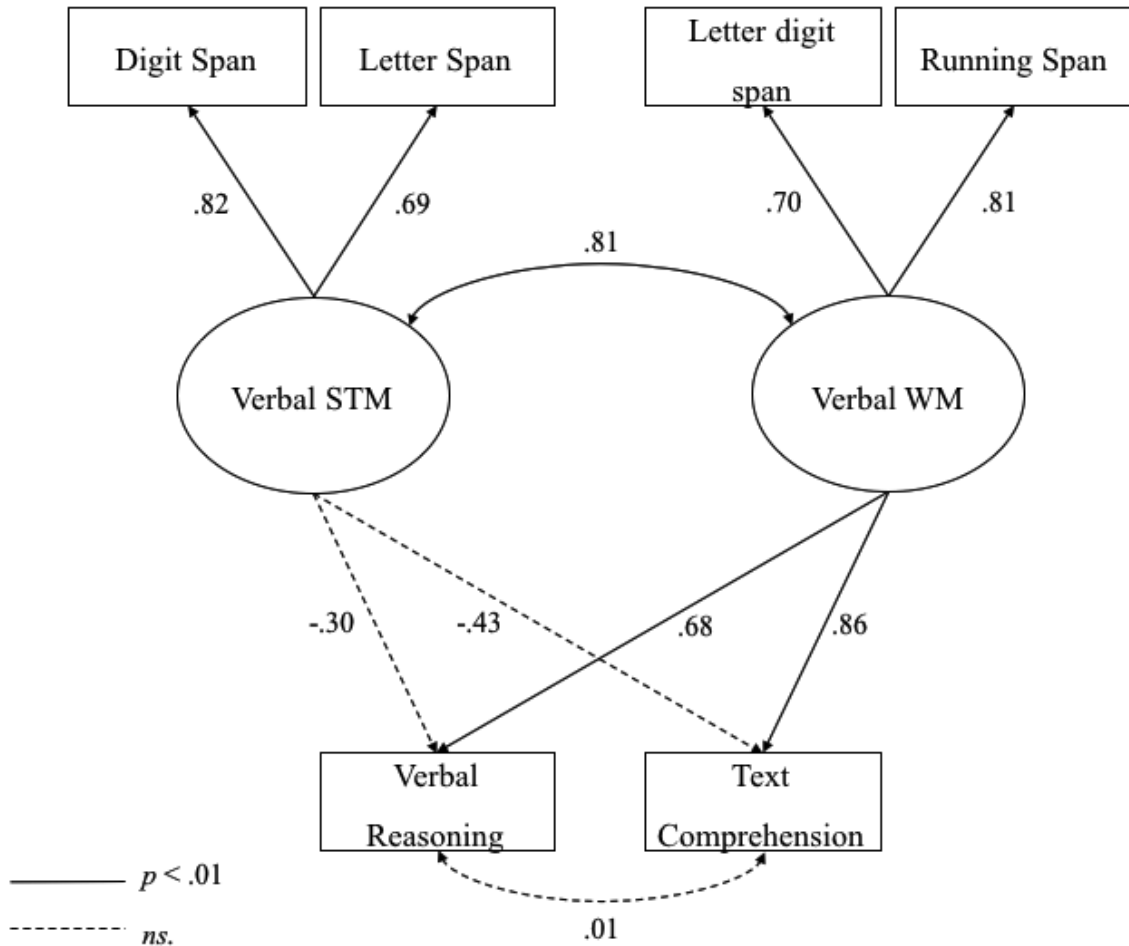 Digit Span
Letter Span
Letter digit
span
Running Span
.82
.69
.70
.81
.81
Verbal STM
Verbal WM
-.30
-.43
.68
.86
Verbal
Reasoning
Text
Comprehension
p < .01
ns.
.01